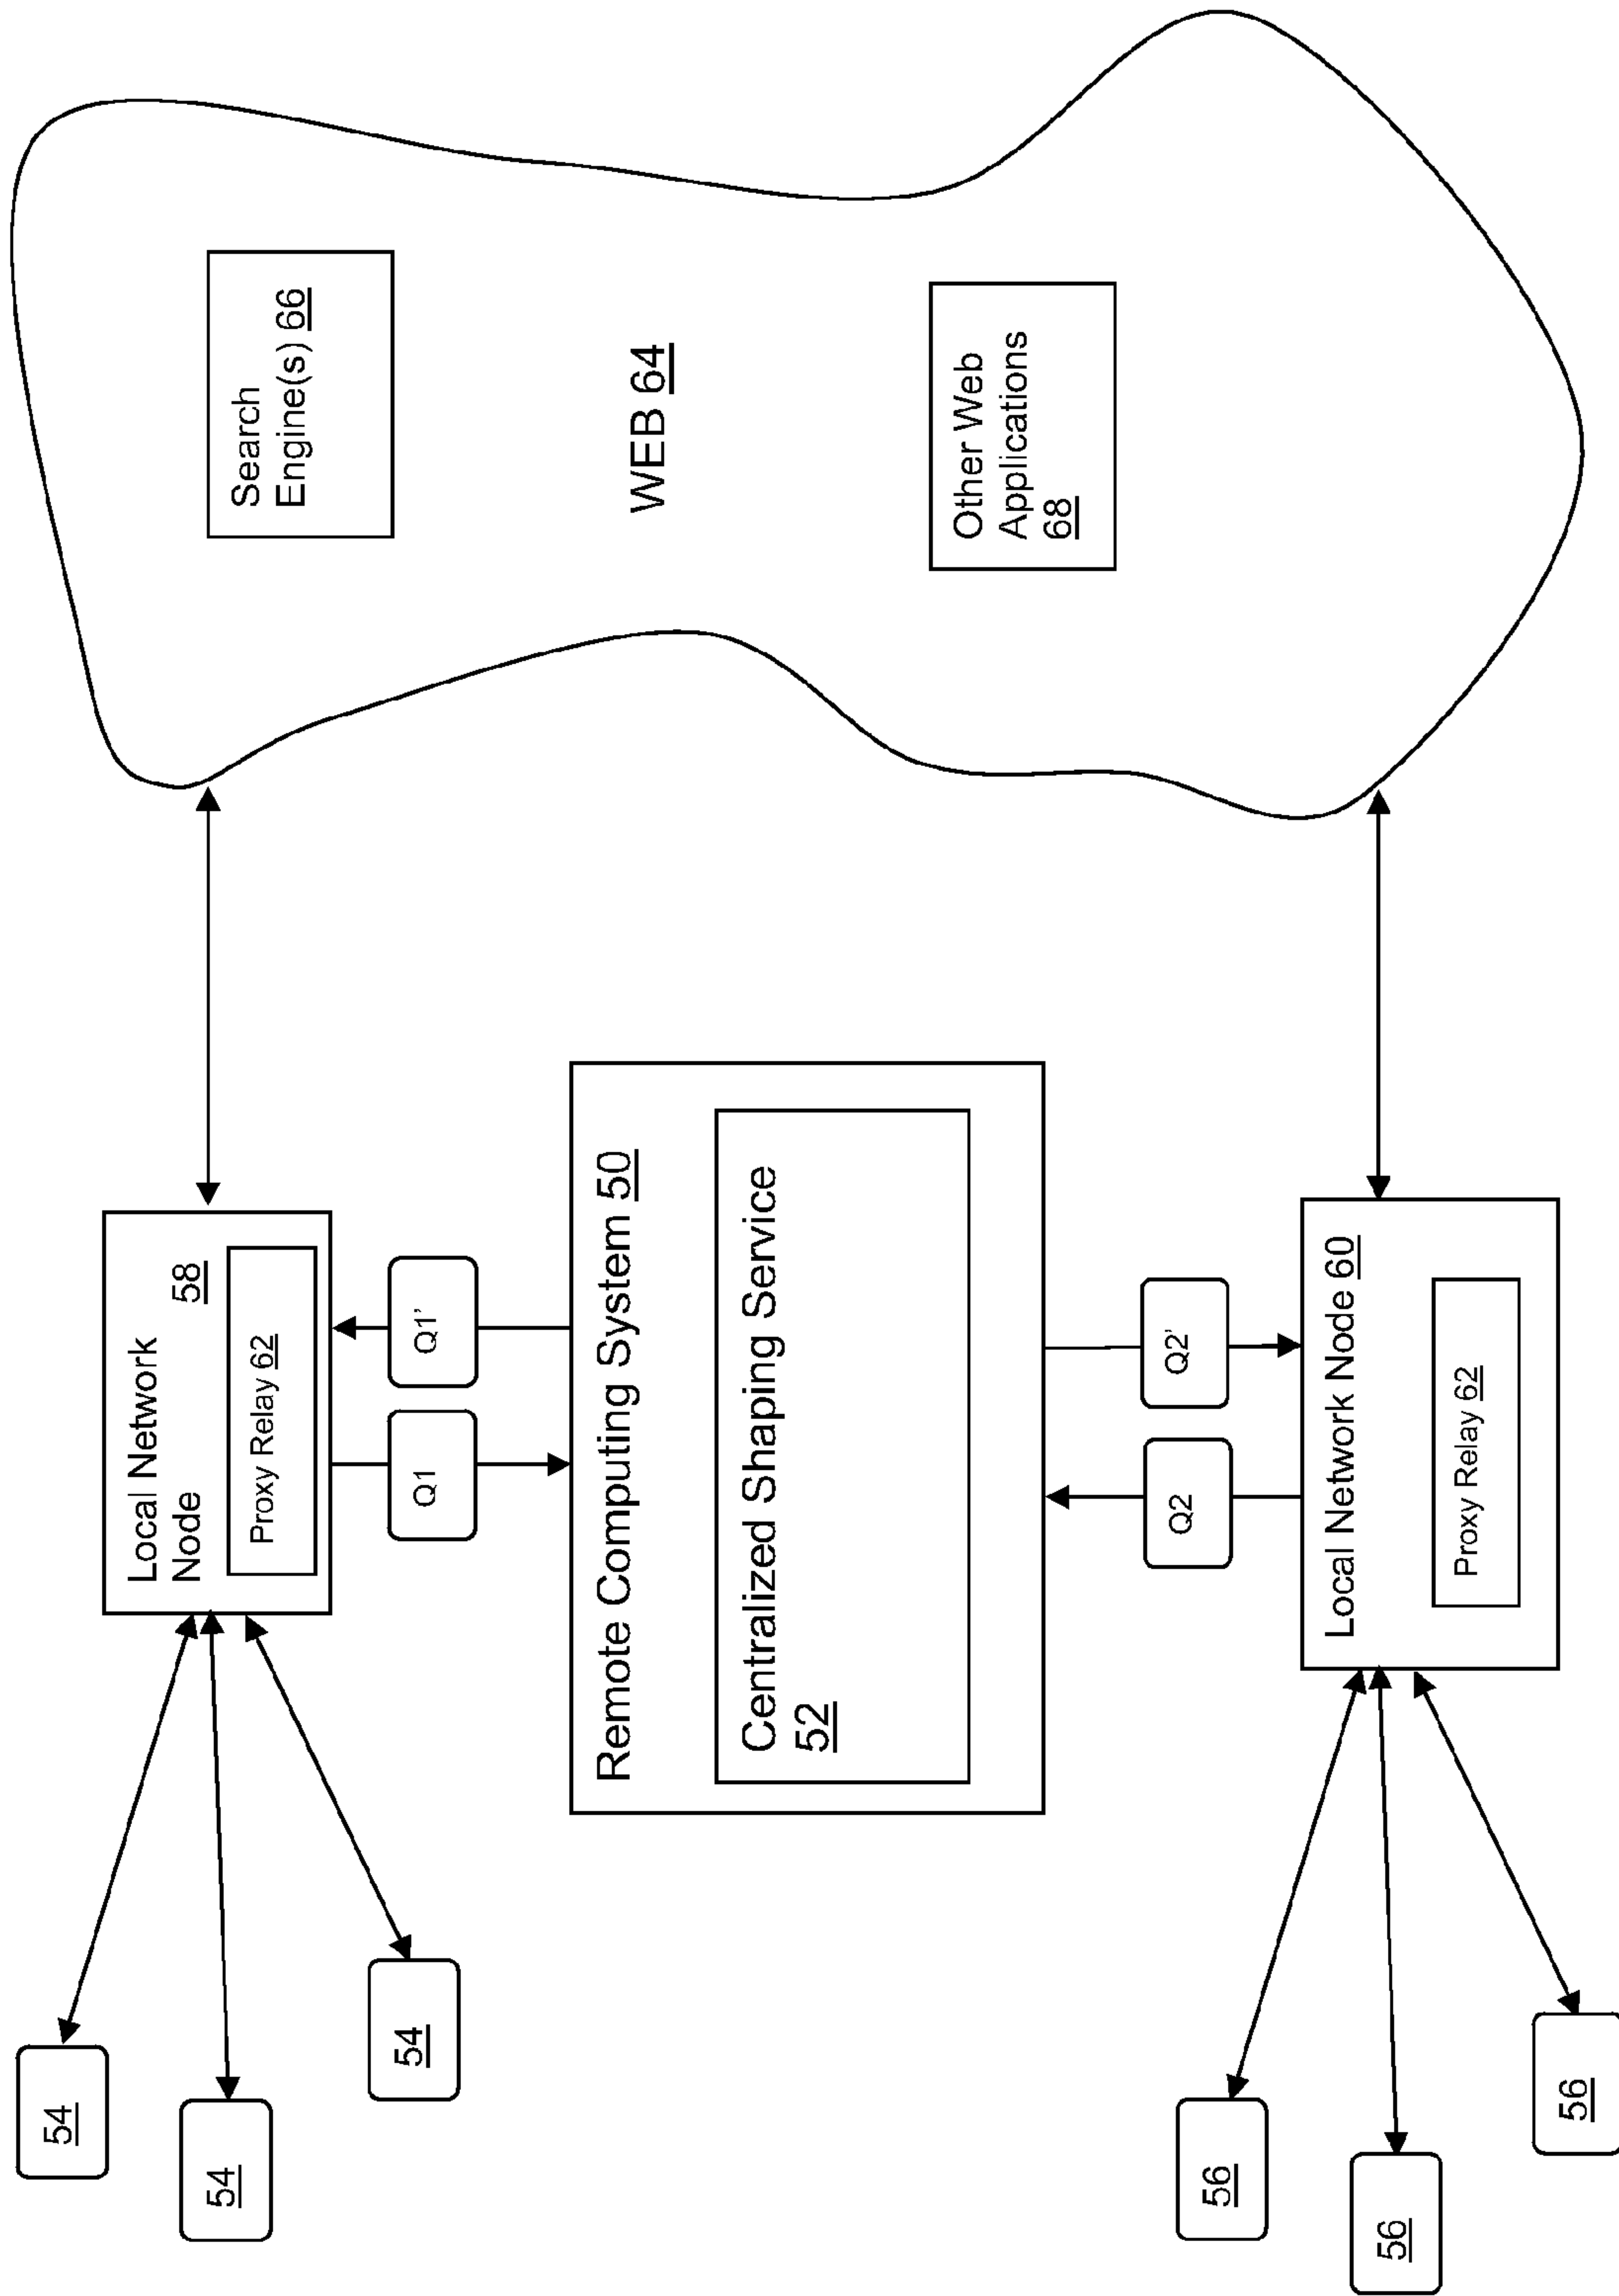 54
54
54
Local Network
Node
58
Proxy Relay 62
Q1
Q1'
Remote Computing System 50
Centralized Shaping Service
52
Q2
Q2'
Local Network Node 60
Proxy Relay 62
56
56
56
Search
Engine(s) 66
WEB 64
Other Web
Applications
68